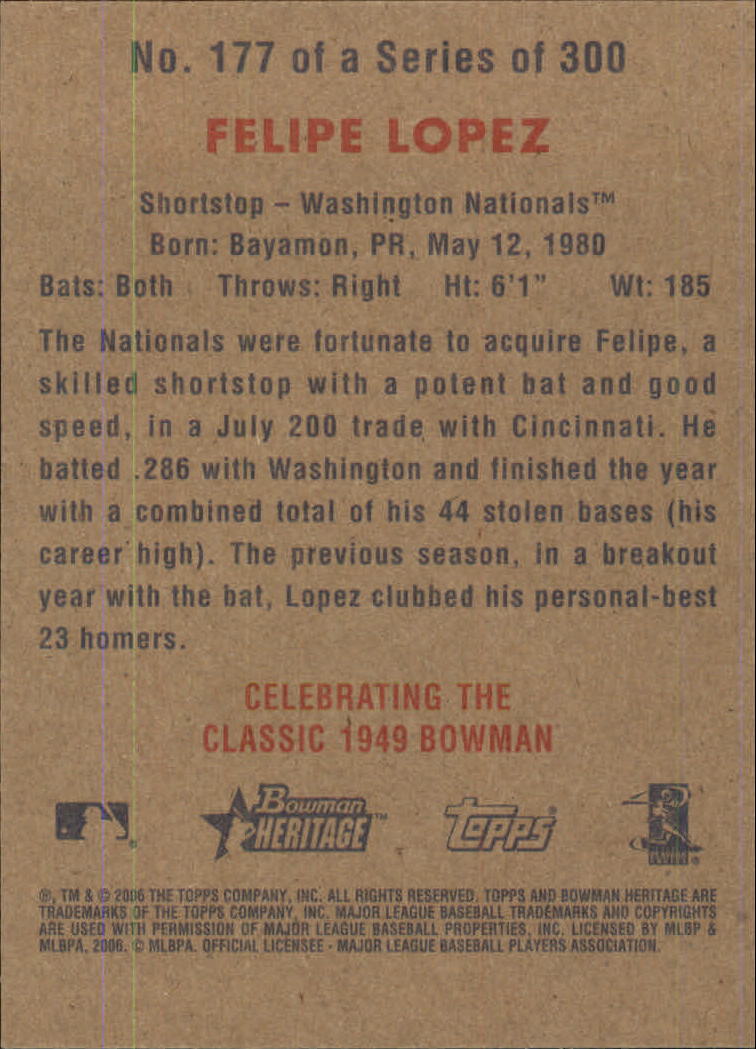 No. 177 of a Series of 300
FELIPE LOPEZ
Shortstop – Washington Nationals™
Born: Bayamon, PR, May 12, 1980
Bats: Both Throws: Right Ht: 6'1" Wt: 185
The Nationals were fortunate to acquire Felipe, a
skilled shortstop with a potent bat and good
speed, in a July 200 trade with Cincinnati. He
batted .286 with Washington and finished the year
with a combined total of his 44 stolen bases (his
career high). The previous season, in a breakout
year with the bat, Lopez clubbed his personal-best
23 homers.
CELEBRATING THE
CLASSIC 1949 BOWMAN
Bowman HERITAGE™ Topps®
®, TM & © 2006 THE TOPPS COMPANY, INC. ALL RIGHTS RESERVED. TOPPS AND BOWMAN HERITAGE ARE
TRADEMARKS OF THE TOPPS COMPANY, INC. MAJOR LEAGUE BASEBALL TRADEMARKS AND COPYRIGHTS
ARE USED WITH PERMISSION OF MAJOR LEAGUE BASEBALL PROPERTIES, INC. LICENSED BY MLBP &
MLBPA, 2006. © MLBPA. OFFICIAL LICENSEE - MAJOR LEAGUE BASEBALL PLAYERS ASSOCIATION.